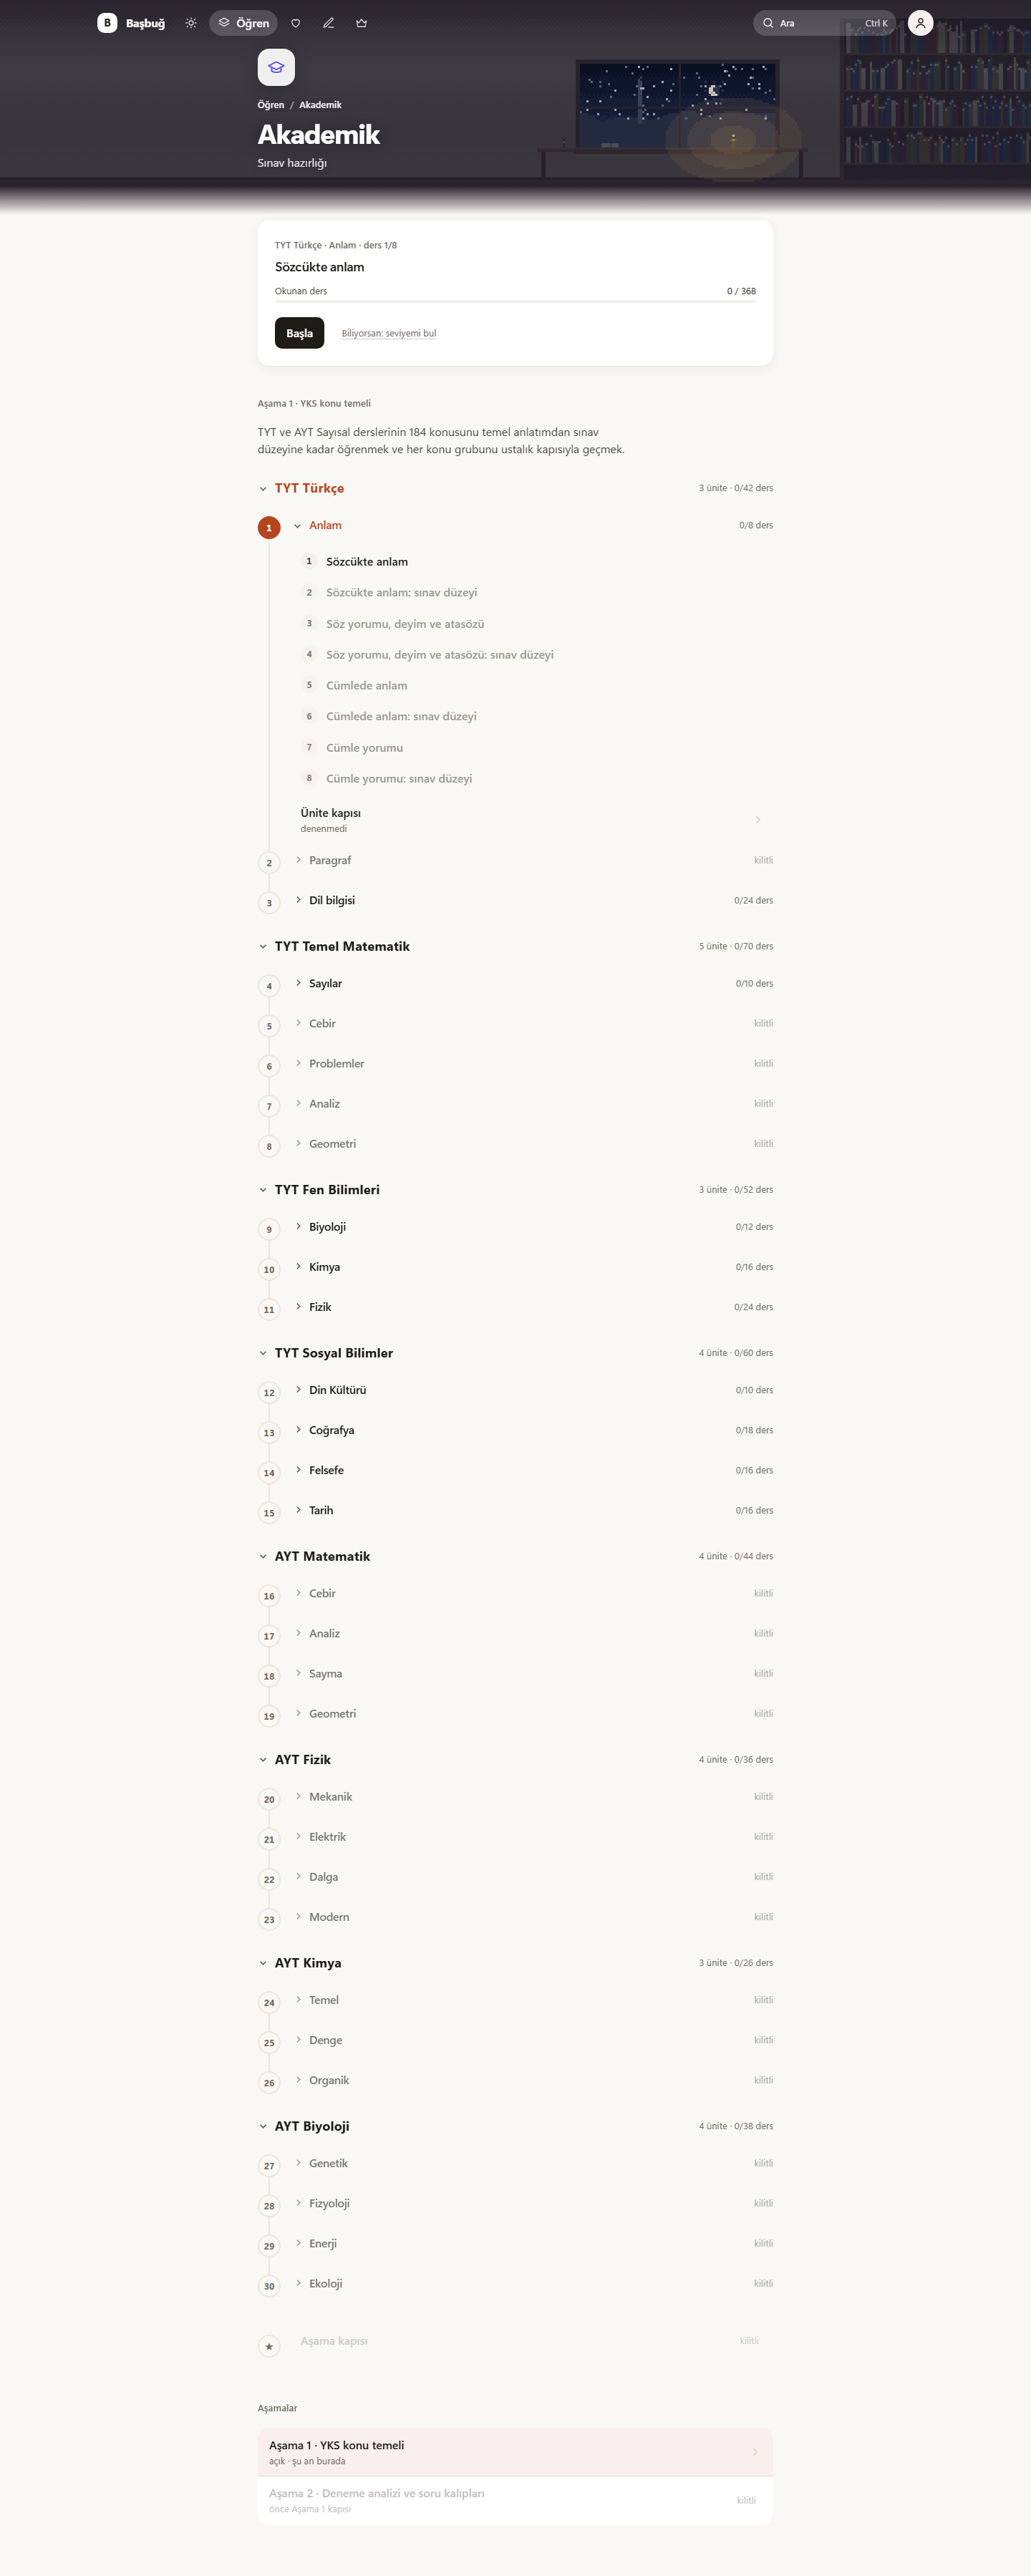 B Başbuğ Öğren Ara Ctrl K
Öğren / Akademik
Akademik
Sınav hazırlığı
TYT Türkçe · Anlam · ders 1/8
Sözcükte anlam
Okunan ders 0 / 368
Başla Biliyorsan: seviyemi bul
Aşama 1 · YKS konu temeli
TYT ve AYT Sayısal derslerinin 184 konusunu temel anlatımdan sınav
düzeyine kadar öğrenmek ve her konu grubunu ustalık kapısıyla geçmek.
TYT Türkçe 3 ünite · 0/42 ders
1 Anlam 0/8 ders
1 Sözcükte anlam
2 Sözcükte anlam: sınav düzeyi
3 Söz yorumu, deyim ve atasözü
4 Söz yorumu, deyim ve atasözü: sınav düzeyi
5 Cümlede anlam
6 Cümlede anlam: sınav düzeyi
7 Cümle yorumu
8 Cümle yorumu: sınav düzeyi
Ünite kapısı
denenmedi
2 Paragraf kilitli
3 Dil bilgisi 0/24 ders
TYT Temel Matematik 5 ünite · 0/70 ders
4 Sayılar 0/10 ders
5 Cebir kilitli
6 Problemler kilitli
7 Analiz kilitli
8 Geometri kilitli
TYT Fen Bilimleri 3 ünite · 0/52 ders
9 Biyoloji 0/12 ders
10 Kimya 0/16 ders
11 Fizik 0/24 ders
TYT Sosyal Bilimler 4 ünite · 0/60 ders
12 Din Kültürü 0/10 ders
13 Coğrafya 0/18 ders
14 Felsefe 0/16 ders
15 Tarih 0/16 ders
AYT Matematik 4 ünite · 0/44 ders
16 Cebir kilitli
17 Analiz kilitli
18 Sayma kilitli
19 Geometri kilitli
AYT Fizik 4 ünite · 0/36 ders
20 Mekanik kilitli
21 Elektrik kilitli
22 Dalga kilitli
23 Modern kilitli
AYT Kimya 3 ünite · 0/26 ders
24 Temel kilitli
25 Denge kilitli
26 Organik kilitli
AYT Biyoloji 4 ünite · 0/38 ders
27 Genetik kilitli
28 Fizyoloji kilitli
29 Enerji kilitli
30 Ekoloji kilitli
Aşama kapısı kilitli
Aşamalar
Aşama 1 · YKS konu temeli
açık · şu an burada
Aşama 2 · Deneme analizi ve soru kalıpları kilitli
önce Aşama 1 kapısı